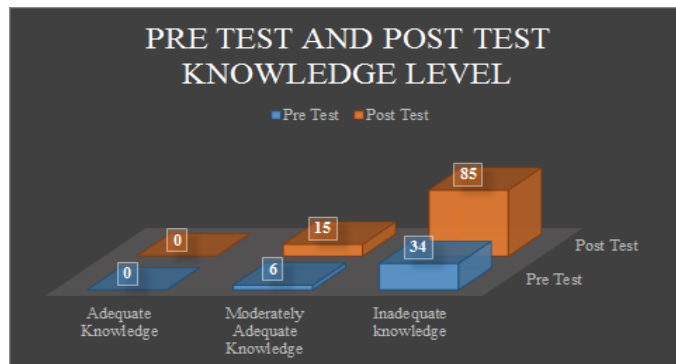 PRE TEST AND POST TEST
KNOWLEDGE LEVEL
Pre Test Post Test
85
0
15
34
0
6
Post Test
Pre Test
Adequate
Knowledge
Moderately
Adequate
Knowledge
Inadequate
knowledge